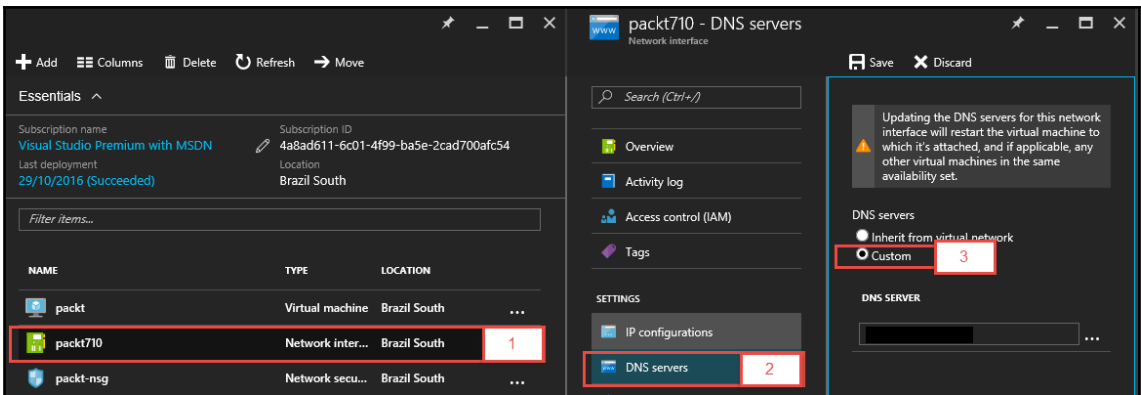 Add Columns Delete Refresh Move
Essentials
Subscription name
Visual Studio Premium with MSDN
Last deployment
29/10/2016 (Succeeded)
Subscription ID
4a8ad611-6c01-4f99-ba5e-2cad700afc54
Location
Brazil South
Filter items...
NAME TYPE LOCATION
packt Virtual machine Brazil South ...
packt710 Network inter... Brazil South 1
packt-nsg Network secu... Brazil South ...
www packt710 - DNS servers
Network interface
Search (Ctrl+/)
Overview
Activity log
Access control (IAM)
Tags
SETTINGS
IP configurations
DNS servers 2
Save Discard
Updating the DNS servers for this network
interface will restart the virtual machine to
which it's attached, and if applicable, any
other virtual machines in the same
availability set.
DNS servers
Inherit from virtual network
Custom 3
DNS SERVER
...